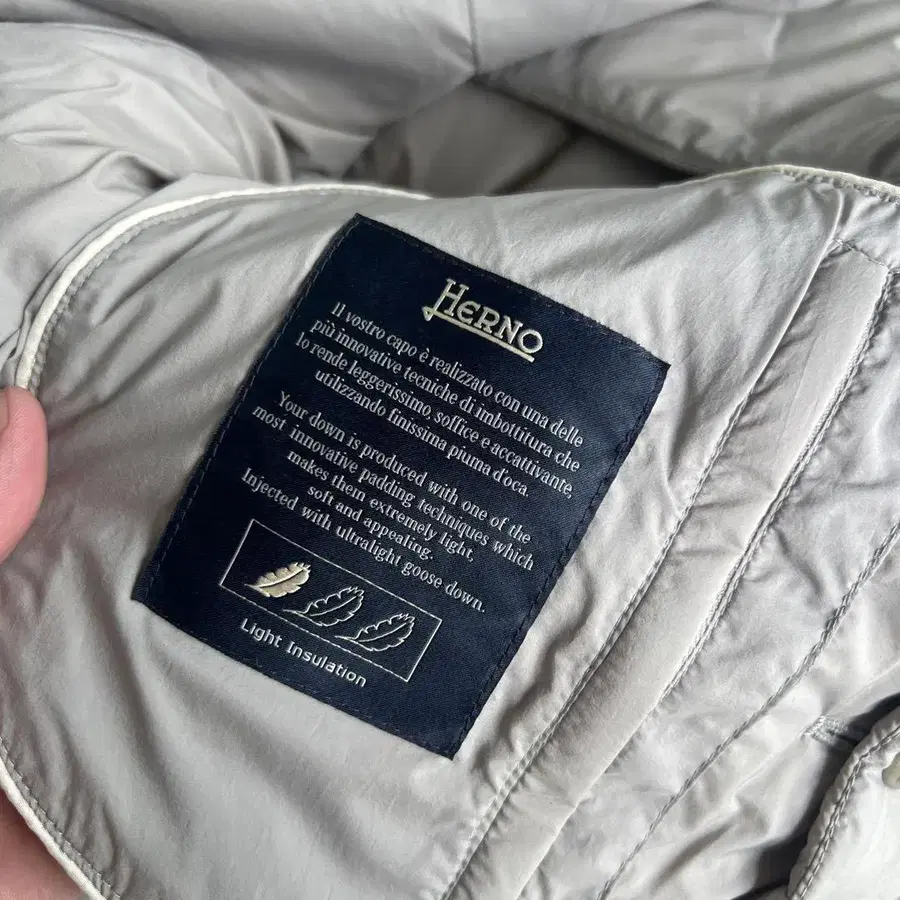 HERNO
Il vostro capo è realizzato con una delle
più innovative tecniche di imbottitura che
lo rende leggerissimo, soffice e accattivante,
utilizzando finissima piuma d'oca.
Your down is produced with one of the
most innovative padding techniques which
makes them extremely light,
soft and appealing.
Injected with ultralight goose down.
Light Insulation